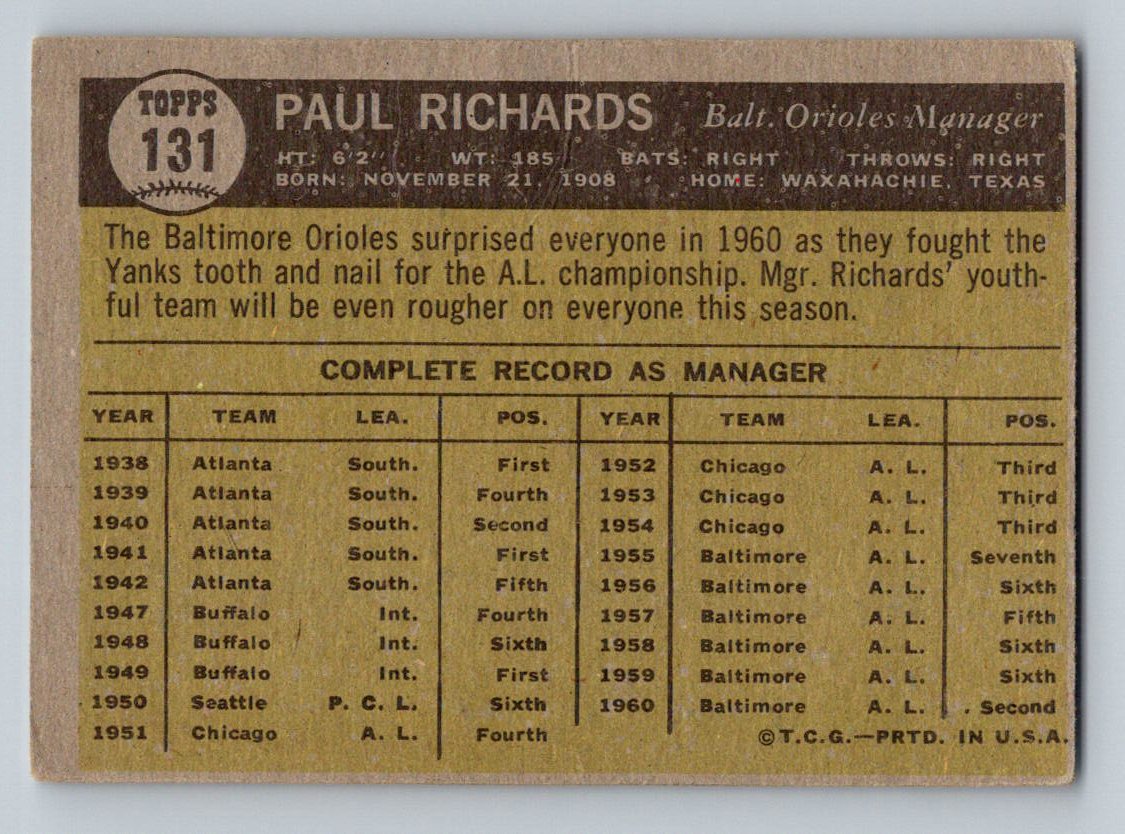 TOPPS
131
PAUL RICHARDS Balt. Orioles Manager
HT: 6'2" WT: 185 BATS: RIGHT THROWS: RIGHT
BORN: NOVEMBER 21, 1908 HOME: WAXAHACHIE, TEXAS
The Baltimore Orioles surprised everyone in 1960 as they fought the
Yanks tooth and nail for the A.L. championship. Mgr. Richards' youth-
ful team will be even rougher on everyone this season.
COMPLETE RECORD AS MANAGER
YEAR TEAM LEA. POS. YEAR TEAM LEA. POS.
1938 Atlanta South. First 1952 Chicago A. L. Third
1939 Atlanta South. Fourth 1953 Chicago A. L. Third
1940 Atlanta South. Second 1954 Chicago A. L. Third
1941 Atlanta South. First 1955 Baltimore A. L. Seventh
1942 Atlanta South. Fifth 1956 Baltimore A. L. Sixth
1947 Buffalo Int. Fourth 1957 Baltimore A. L. Fifth
1948 Buffalo Int. Sixth 1958 Baltimore A. L. Sixth
1949 Buffalo Int. First 1959 Baltimore A. L. Sixth
1950 Seattle P. C. L. Sixth 1960 Baltimore A. L. Second
1951 Chicago A. L. Fourth ©T.C.G.—PRTD. IN U.S.A.